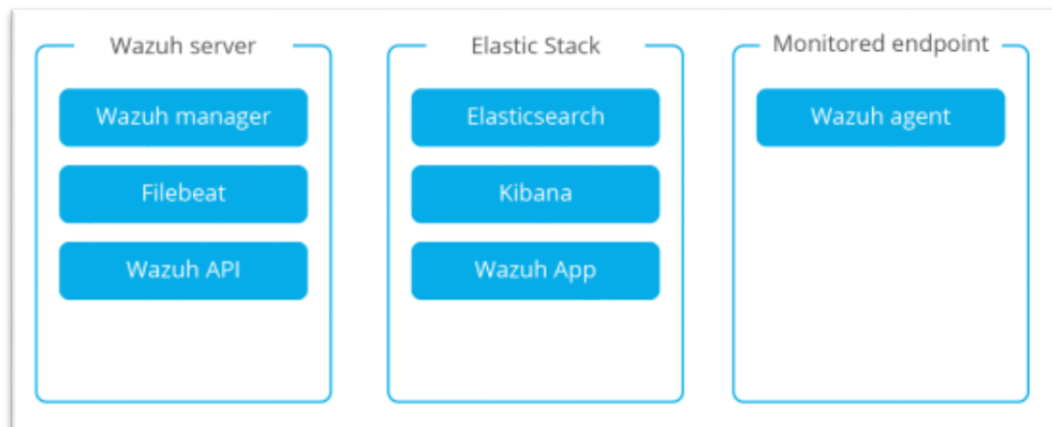 Wazuh server
Wazuh manager
Filebeat
Wazuh API
Elastic Stack
Elasticsearch
Kibana
Wazuh App
Monitored endpoint
Wazuh agent